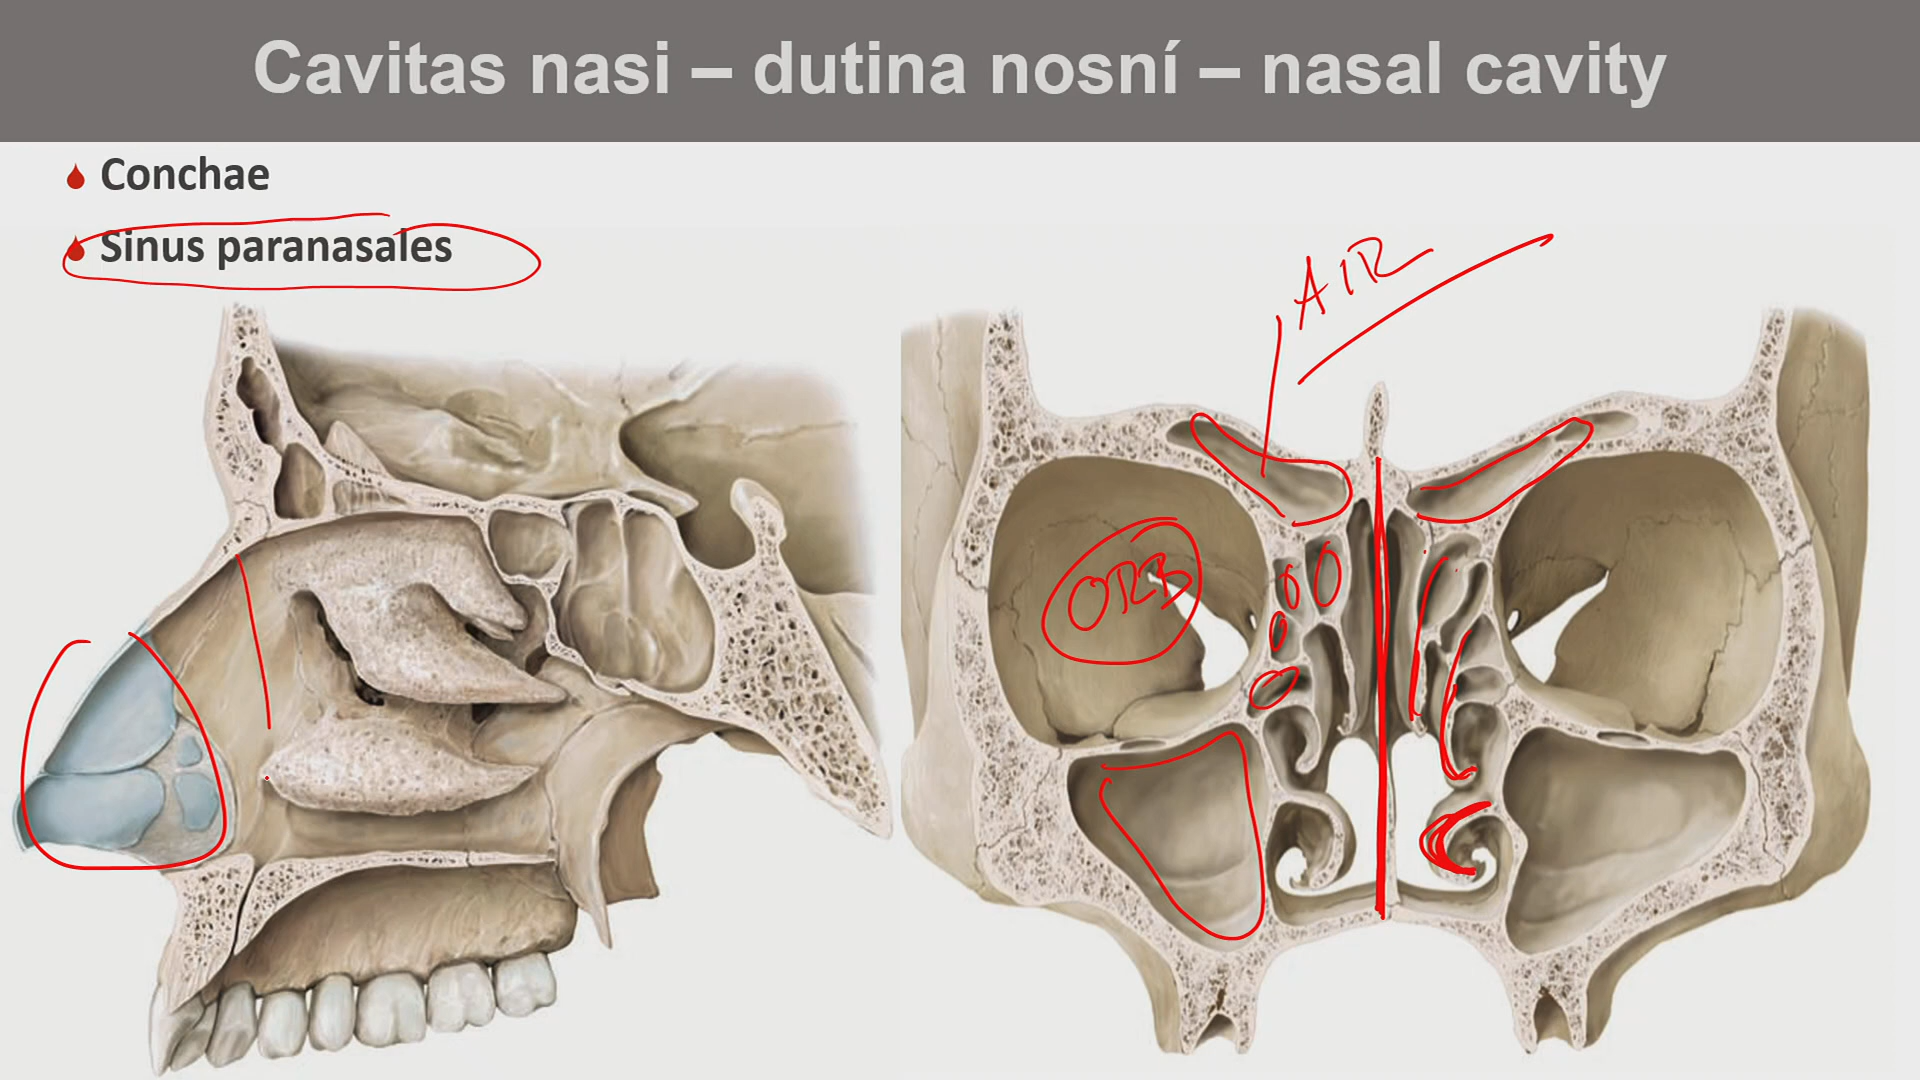 Cavitas nasi – dutina nosní – nasal cavity
Conchae
Sinus paranasales
AIR
ORB